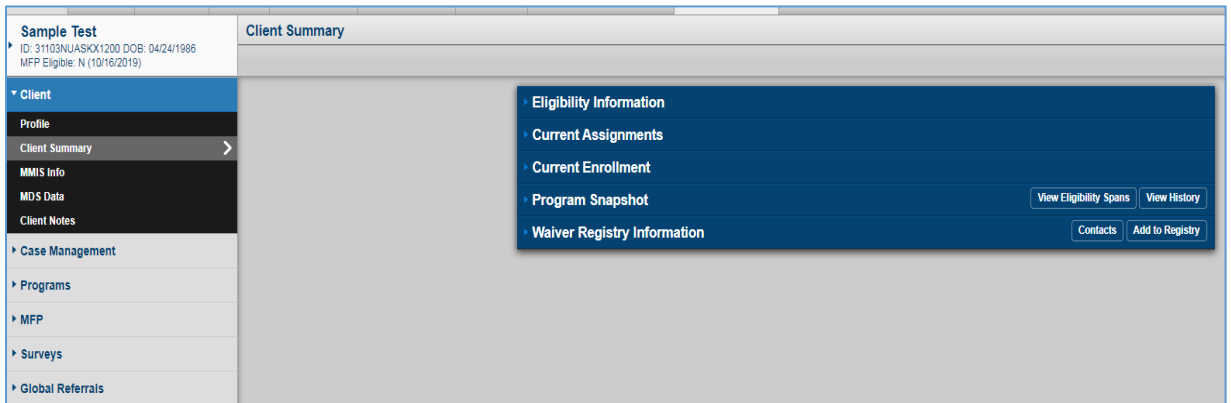 Sample Test
ID: 31103NUASKX1200 DOB: 04/24/1986
MFP Eligible: N (10/16/2019)
Client Summary
Client
Profile
Client Summary
MMIS Info
MDS Data
Client Notes
Case Management
Programs
MFP
Surveys
Global Referrals
Eligibility Information
Current Assignments
Current Enrollment
Program Snapshot View Eligibility Spans View History
Waiver Registry Information Contacts Add to Registry